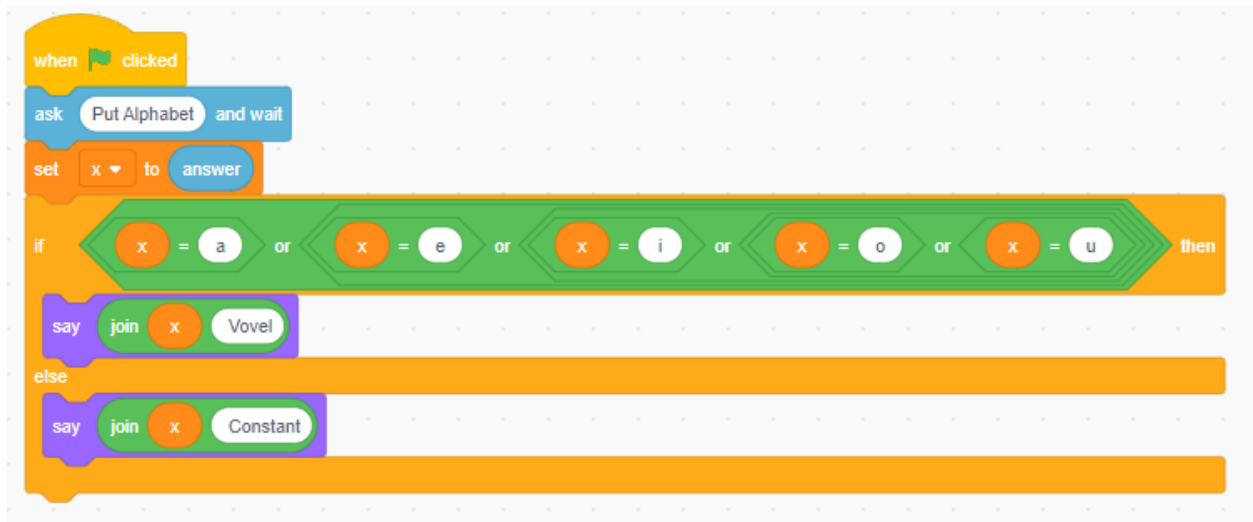 when clicked
ask Put Alphabet and wait
set x to answer
if x = a or x = e or x = i or x = o or x = u then
say join x Vovel
else
say join x Constant